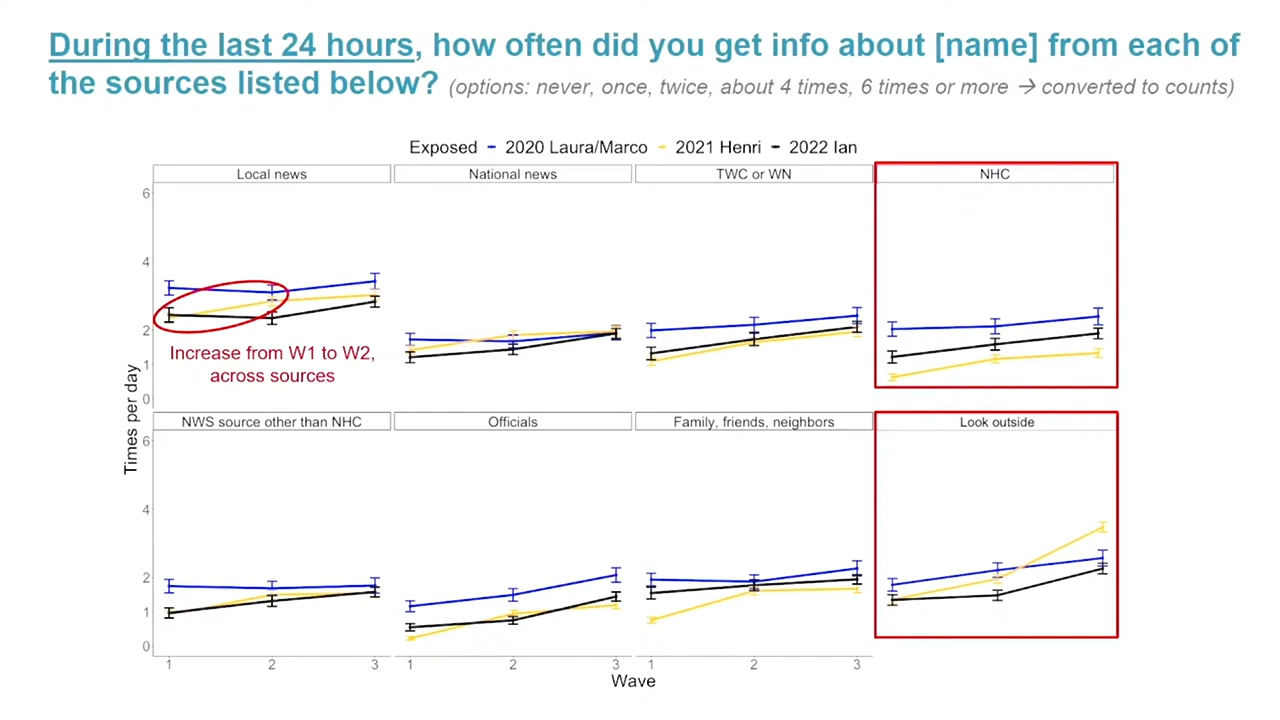 During the last 24 hours, how often did you get info about [name] from each of
the sources listed below? (options: never, once, twice, about 4 times, 6 times or more → converted to counts)
Exposed 2020 Laura/Marco 2021 Henri 2022 Ian
Local news National news TWC or WN NHC
6
4
2
1
0
Increase from W1 to W2,
across sources
Times per day
NWS source other than NHC Officials Family, friends, neighbors Look outside
6
4
2
1
0
1 2 3 1 2 3 1 2 3
Wave